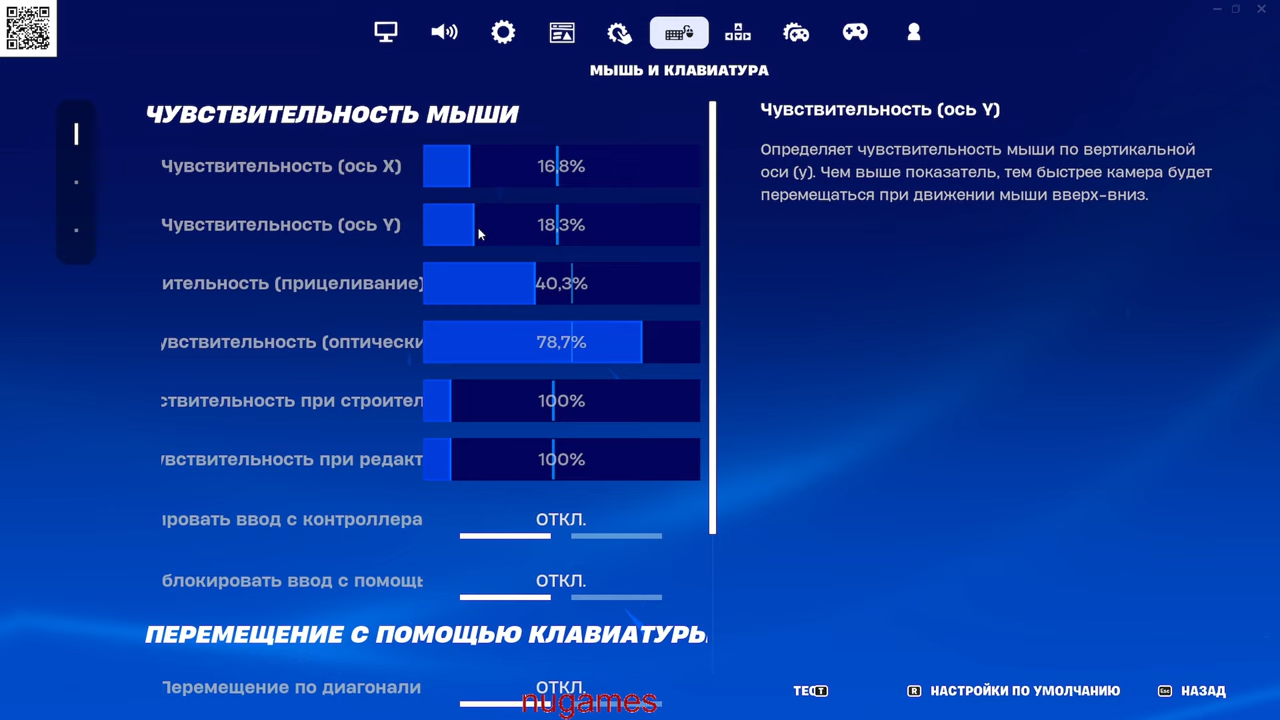 МЫШЬ И КЛАВИАТУРА
ЧУВСТВИТЕЛЬНОСТЬ МЫШИ
Чувствительность (ось X) 16,8%
Чувствительность (ось Y) 18,3%
ительность (прицеливание) 40,3%
увствительность (оптически 78,7%
ствительность при строител 100%
увствительность при редакт 100%
ировать ввод с контроллера ОТКЛ.
блокировать ввод с помощь ОТКЛ.
ПЕРЕМЕЩЕНИЕ С ПОМОЩЬЮ КЛАВИАТУРЫ
Перемещение по диагонали ОТКЛ.
Чувствительность (ось Y)
Определяет чувствительность мыши по вертикальной
оси (y). Чем выше показатель, тем быстрее камера будет
перемещаться при движении мыши вверх-вниз.
ТЕС T
R НАСТРОЙКИ ПО УМОЛЧАНИЮ
Esc НАЗАД
nugames